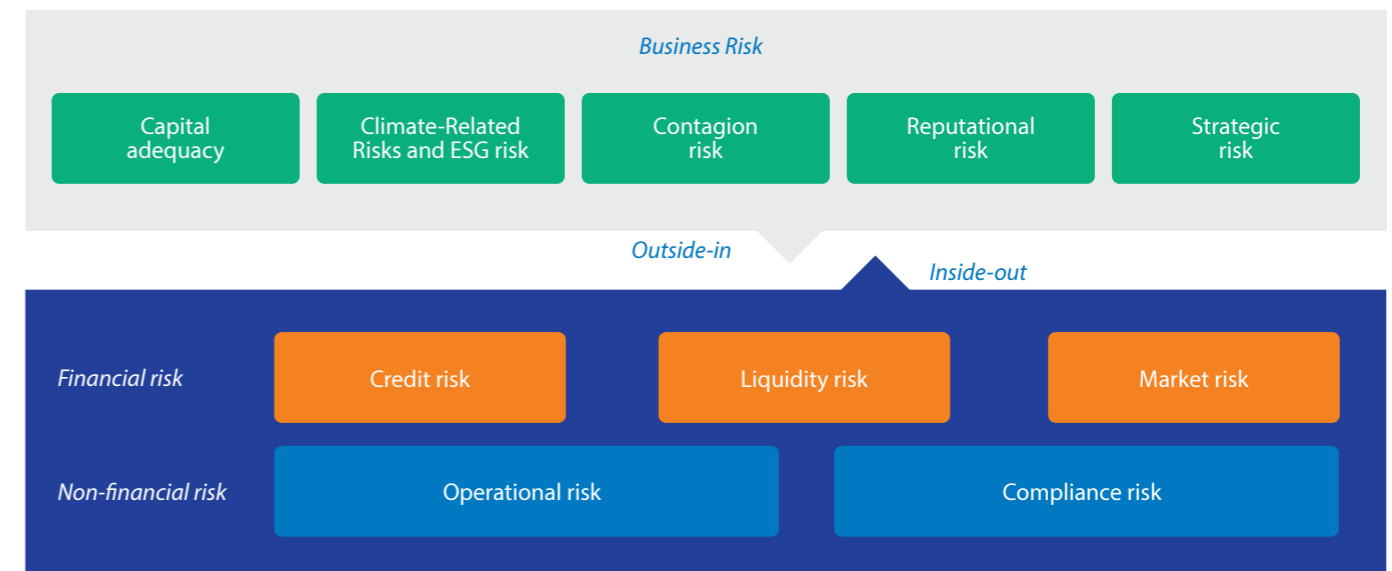 Business Risk
Capital
adequacy
Climate-Related
Risks and ESG risk
Contagion
risk
Reputational
risk
Strategic
risk
Outside-in
Inside-out
Financial risk
Credit risk
Liquidity risk
Market risk
Non-financial risk
Operational risk
Compliance risk